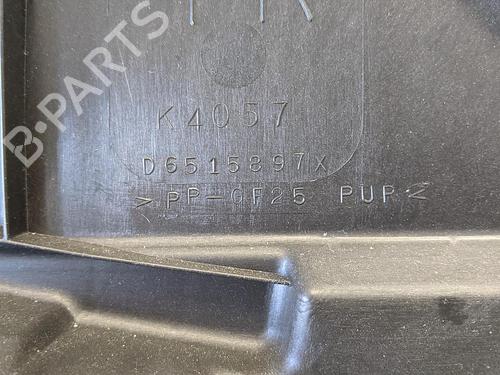 B-PARTS
K4057
D6515897X
>PP-GF25 PUR<